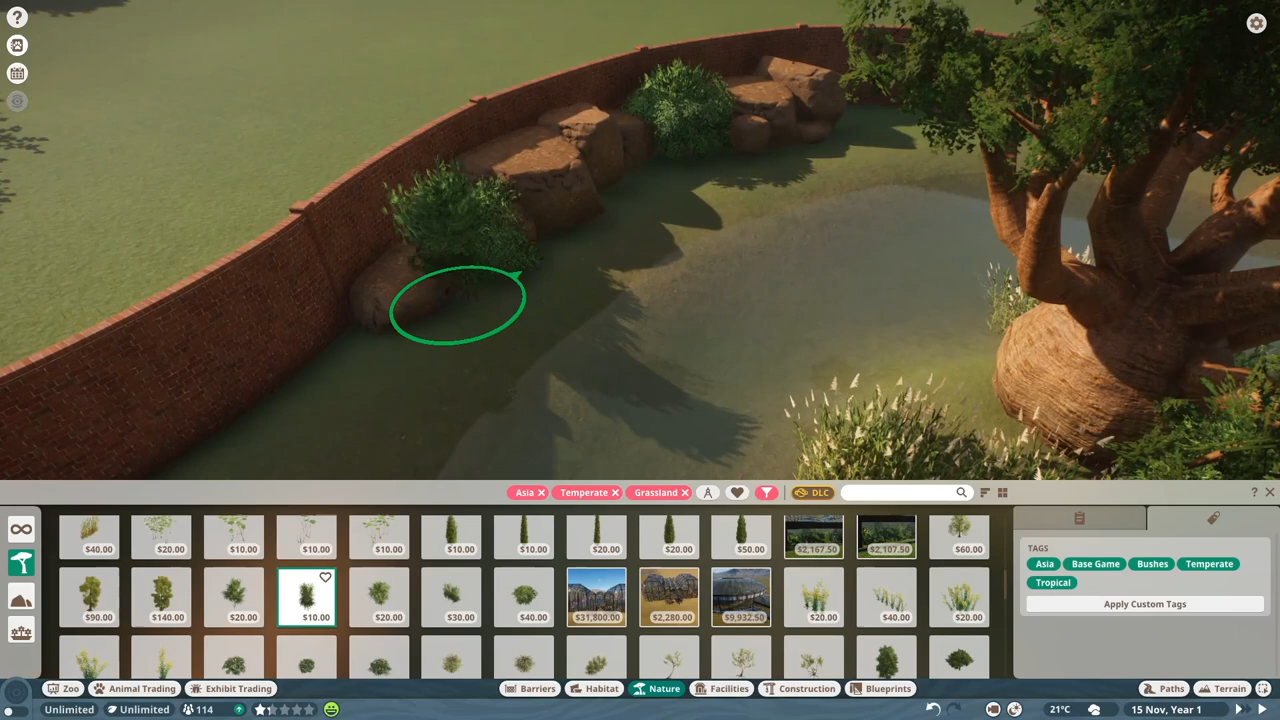 Asia Temperate Grassland DLC
$40.00 $20.00 $10.00 $10.00 $10.00 $10.00 $10.00 $20.00 $20.00 $50.00 $2,167.50 $2,107.50 $60.00
$90.00 $140.00 $20.00 $10.00 $20.00 $30.00 $40.00 $31,800.00 $2,280.00 $9,932.50 $20.00 $40.00 $20.00
TAGS
Asia Base Game Bushes Temperate
Tropical
Apply Custom Tags
Zoo Animal Trading Exhibit Trading Barriers Habitat Nature Facilities Construction Blueprints Paths Terrain
Unlimited Unlimited 114 21°C 15 Nov, Year 1